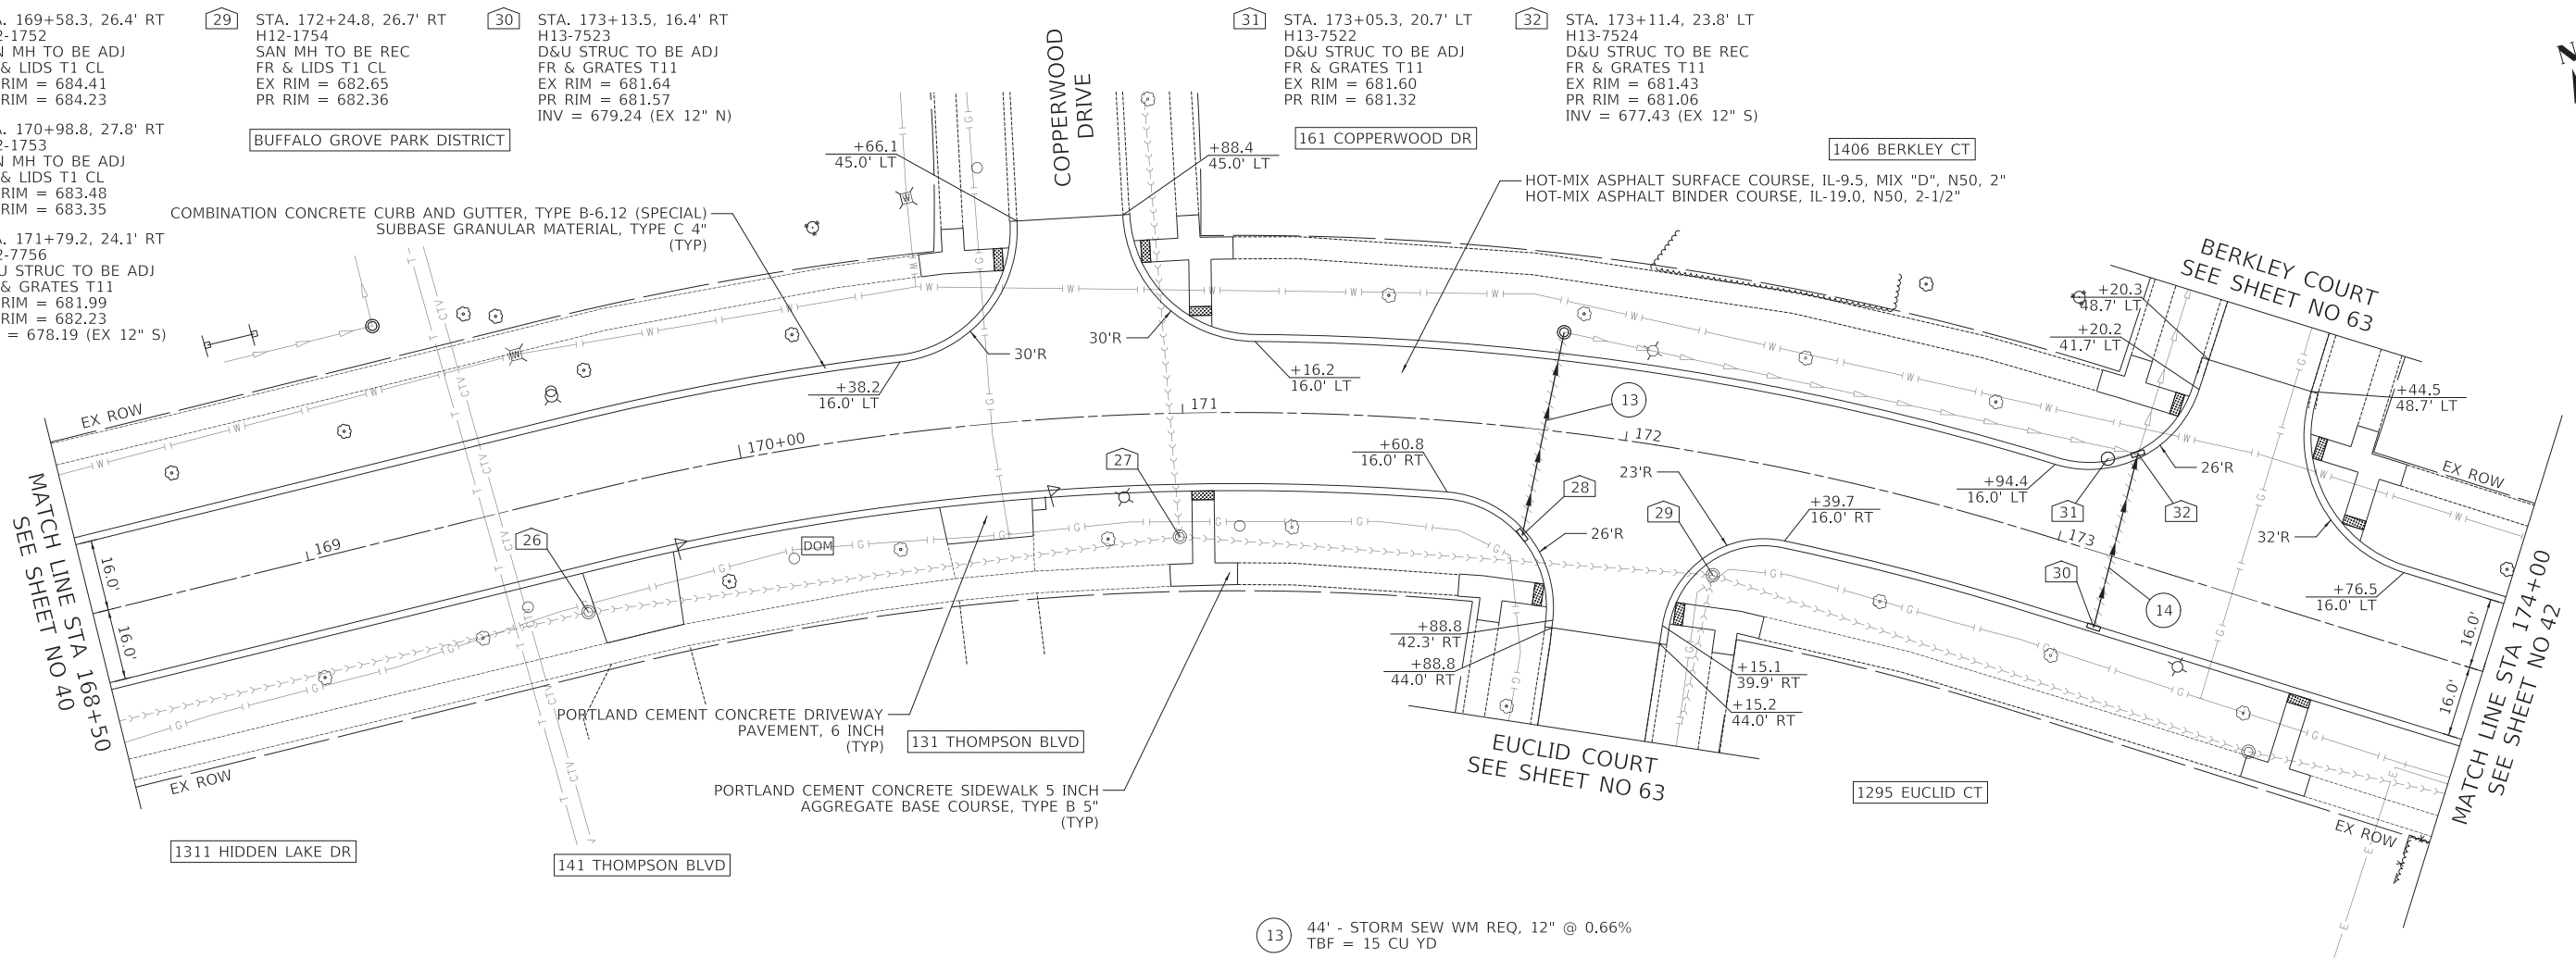 . 169+58.3, 26.4' RT
2-1752
N MH TO BE ADJ
& LIDS T1 CL
RIM = 684.41
RIM = 684.23
. 170+98.8, 27.8' RT
2-1753
N MH TO BE ADJ
& LIDS T1 CL
RIM = 683.48
RIM = 683.35
. 171+79.2, 24.1' RT
2-7756
U STRUC TO BE ADJ
& GRATES T11
RIM = 681.99
RIM = 682.23
= 678.19 (EX 12" S)
29
STA. 172+24.8, 26.7' RT
H12-1754
SAN MH TO BE REC
FR & LIDS T1 CL
EX RIM = 682.65
PR RIM = 682.36
30
STA. 173+13.5, 16.4' RT
H13-7523
D&U STRUC TO BE ADJ
FR & GRATES T11
EX RIM = 681.64
PR RIM = 681.57
INV = 679.24 (EX 12" N)
31
STA. 173+05.3, 20.7' LT
H13-7522
D&U STRUC TO BE ADJ
FR & GRATES T11
EX RIM = 681.60
PR RIM = 681.32
32
STA. 173+11.4, 23.8' LT
H13-7524
D&U STRUC TO BE REC
FR & GRATES T11
EX RIM = 681.43
PR RIM = 681.06
INV = 677.43 (EX 12" S)
N
BUFFALO GROVE PARK DISTRICT
COPPERWOOD
DRIVE
161 COPPERWOOD DR
1406 BERKLEY CT
+66.1
45.0' LT
+88.4
45.0' LT
COMBINATION CONCRETE CURB AND GUTTER, TYPE B-6.12 (SPECIAL)
SUBBASE GRANULAR MATERIAL, TYPE C 4"
(TYP)
HOT-MIX ASPHALT SURFACE COURSE, IL-9.5, MIX "D", N50, 2"
HOT-MIX ASPHALT BINDER COURSE, IL-19.0, N50, 2-1/2"
BERKLEY COURT
SEE SHEET NO 63
+20.3
48.7' LT
+20.2
41.7' LT
+44.5
48.7' LT
30'R
30'R
+38.2
16.0' LT
+16.2
16.0' LT
13
EX ROW
169
170+00
171
172
173
26
27
+60.8
16.0' RT
28
23'R
29
+39.7
16.0' RT
+94.4
16.0' LT
26'R
31
32
EX ROW
26'R
32'R
30
14
+76.5
16.0' LT
MATCH LINE STA 168+50
SEE SHEET NO 40
16.0'
16.0'
DOM
+88.8
42.3' RT
+88.8
44.0' RT
+15.1
39.9' RT
+15.2
44.0' RT
16.0'
16.0'
MATCH LINE STA 174+00
SEE SHEET NO 42
EX ROW
PORTLAND CEMENT CONCRETE DRIVEWAY
PAVEMENT, 6 INCH
(TYP)
131 THOMPSON BLVD
EUCLID COURT
SEE SHEET NO 63
PORTLAND CEMENT CONCRETE SIDEWALK 5 INCH
AGGREGATE BASE COURSE, TYPE B 5"
(TYP)
1295 EUCLID CT
EX ROW
1311 HIDDEN LAKE DR
141 THOMPSON BLVD
13
44' - STORM SEW WM REQ, 12" @ 0.66%
TBF = 15 CU YD